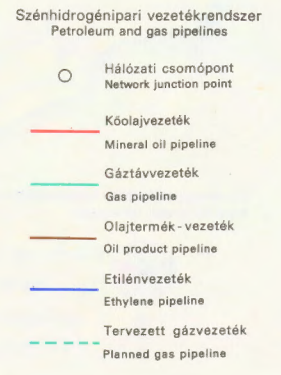 Szénhidrogénipari vezetékrendszer
Petroleum and gas pipelines
Hálózati csomópont
Network junction point
Kőolajvezeték
Mineral oil pipeline
Gáztávvezeték
Gas pipeline
Olajtermék-vezeték
Oil product pipeline
Etilénvezeték
Ethylene pipeline
Tervezett gázvezeték
Planned gas pipeline